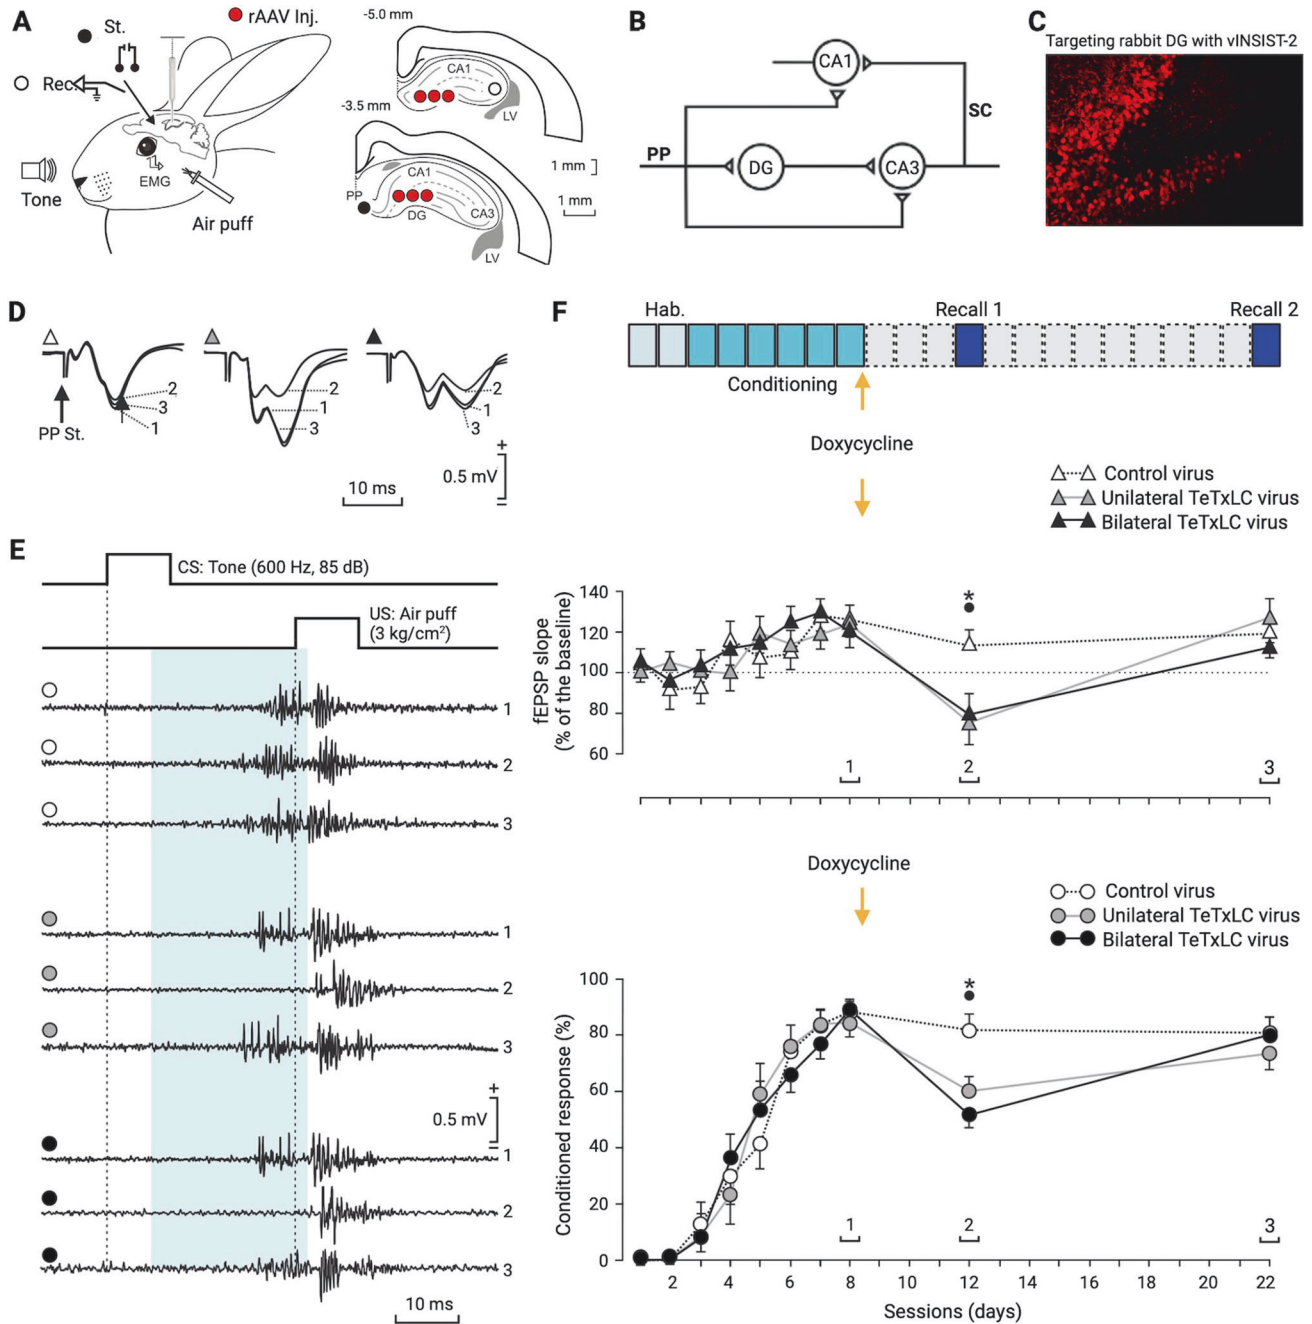 A
St.
rAAV Inj.
Rec.
Tone
EMG
Air puff
-5.0 mm
CA1
LV
-3.5 mm
1 mm
CA1
PP
DG
CA3
LV
1 mm
B
CA1
SC
PP
DG
CA3
C
Targeting rabbit DG with vINSIST-2
D
2
3
1
PP St.
2
1
3
2
1
3
+
0.5 mV
=
10 ms
E
CS: Tone (600 Hz, 85 dB)
US: Air puff
(3 kg/cm²)
1
2
3
1
2
3
+
0.5 mV
=
1
2
3
10 ms
F
Hab.
Recall 1
Recall 2
Conditioning
Doxycycline
Control virus
Unilateral TeTxLC virus
Bilateral TeTxLC virus
fEPSP slope
(% of the baseline)
140
120
100
80
60
*
1
2
3
Doxycycline
Control virus
Unilateral TeTxLC virus
Bilateral TeTxLC virus
Conditioned response (%)
100
80
60
40
20
0
*
1
2
3
2 4 6 8 10 12 14 16 18 20 22
Sessions (days)